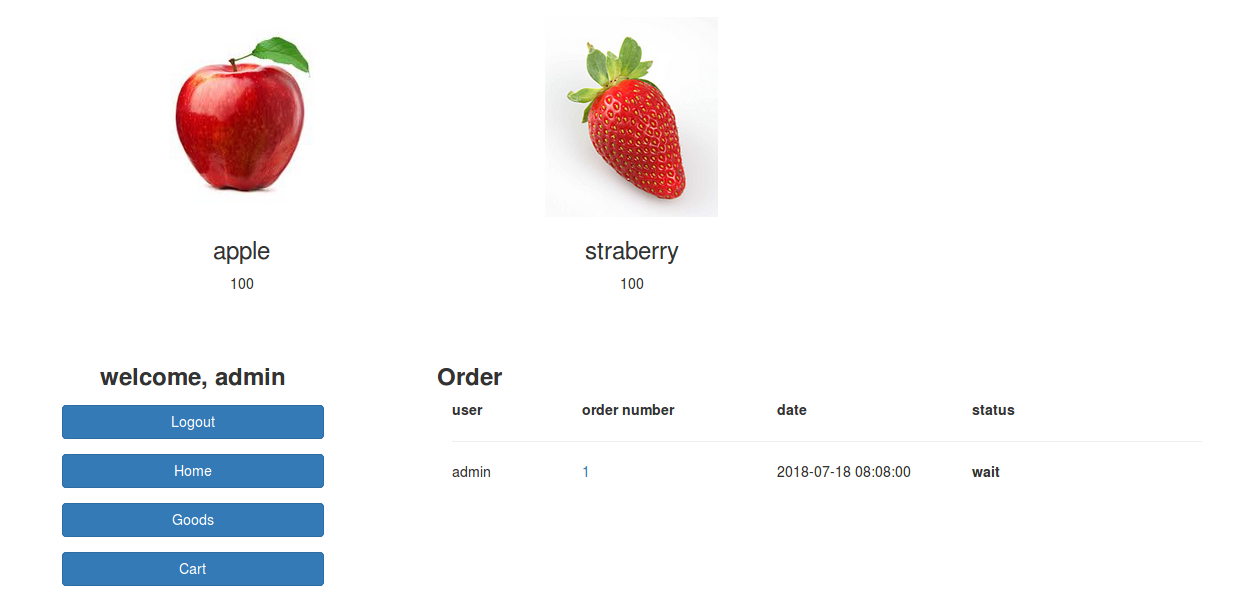 apple
100
straberry
100
welcome, admin
Logout
Home
Goods
Cart
Order
user order number date status
admin 1 2018-07-18 08:08:00 wait